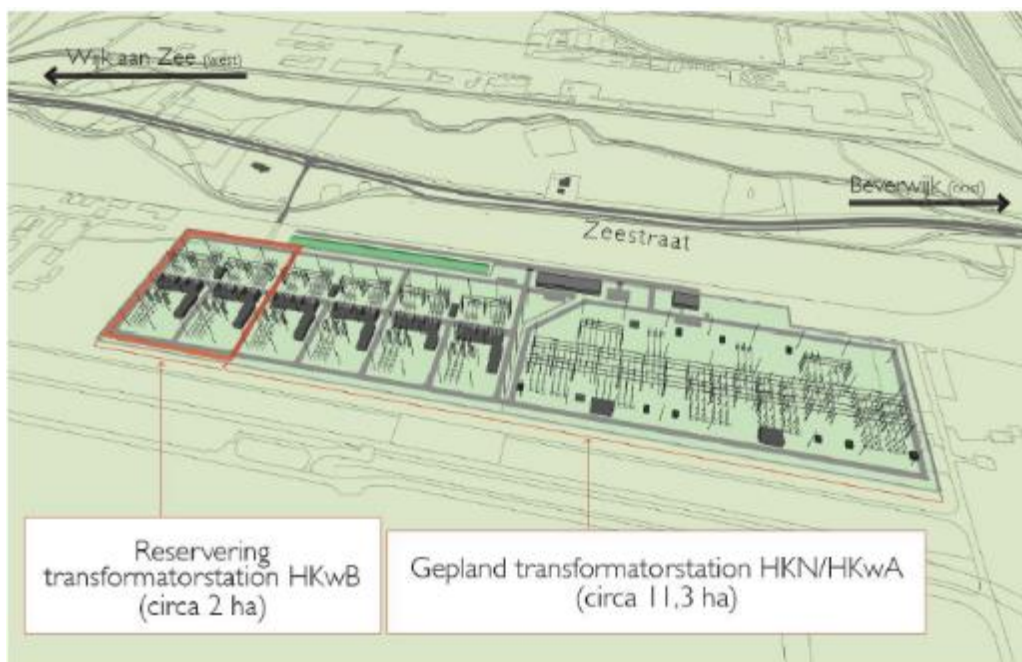 Wijk aan Zee (west)
Beverwijk (oost)
Zeestraat
Reservering
transformatorstation HKwB
(circa 2 ha)
Gepland transformatorstation HKN/HKwA
(circa 11,3 ha)